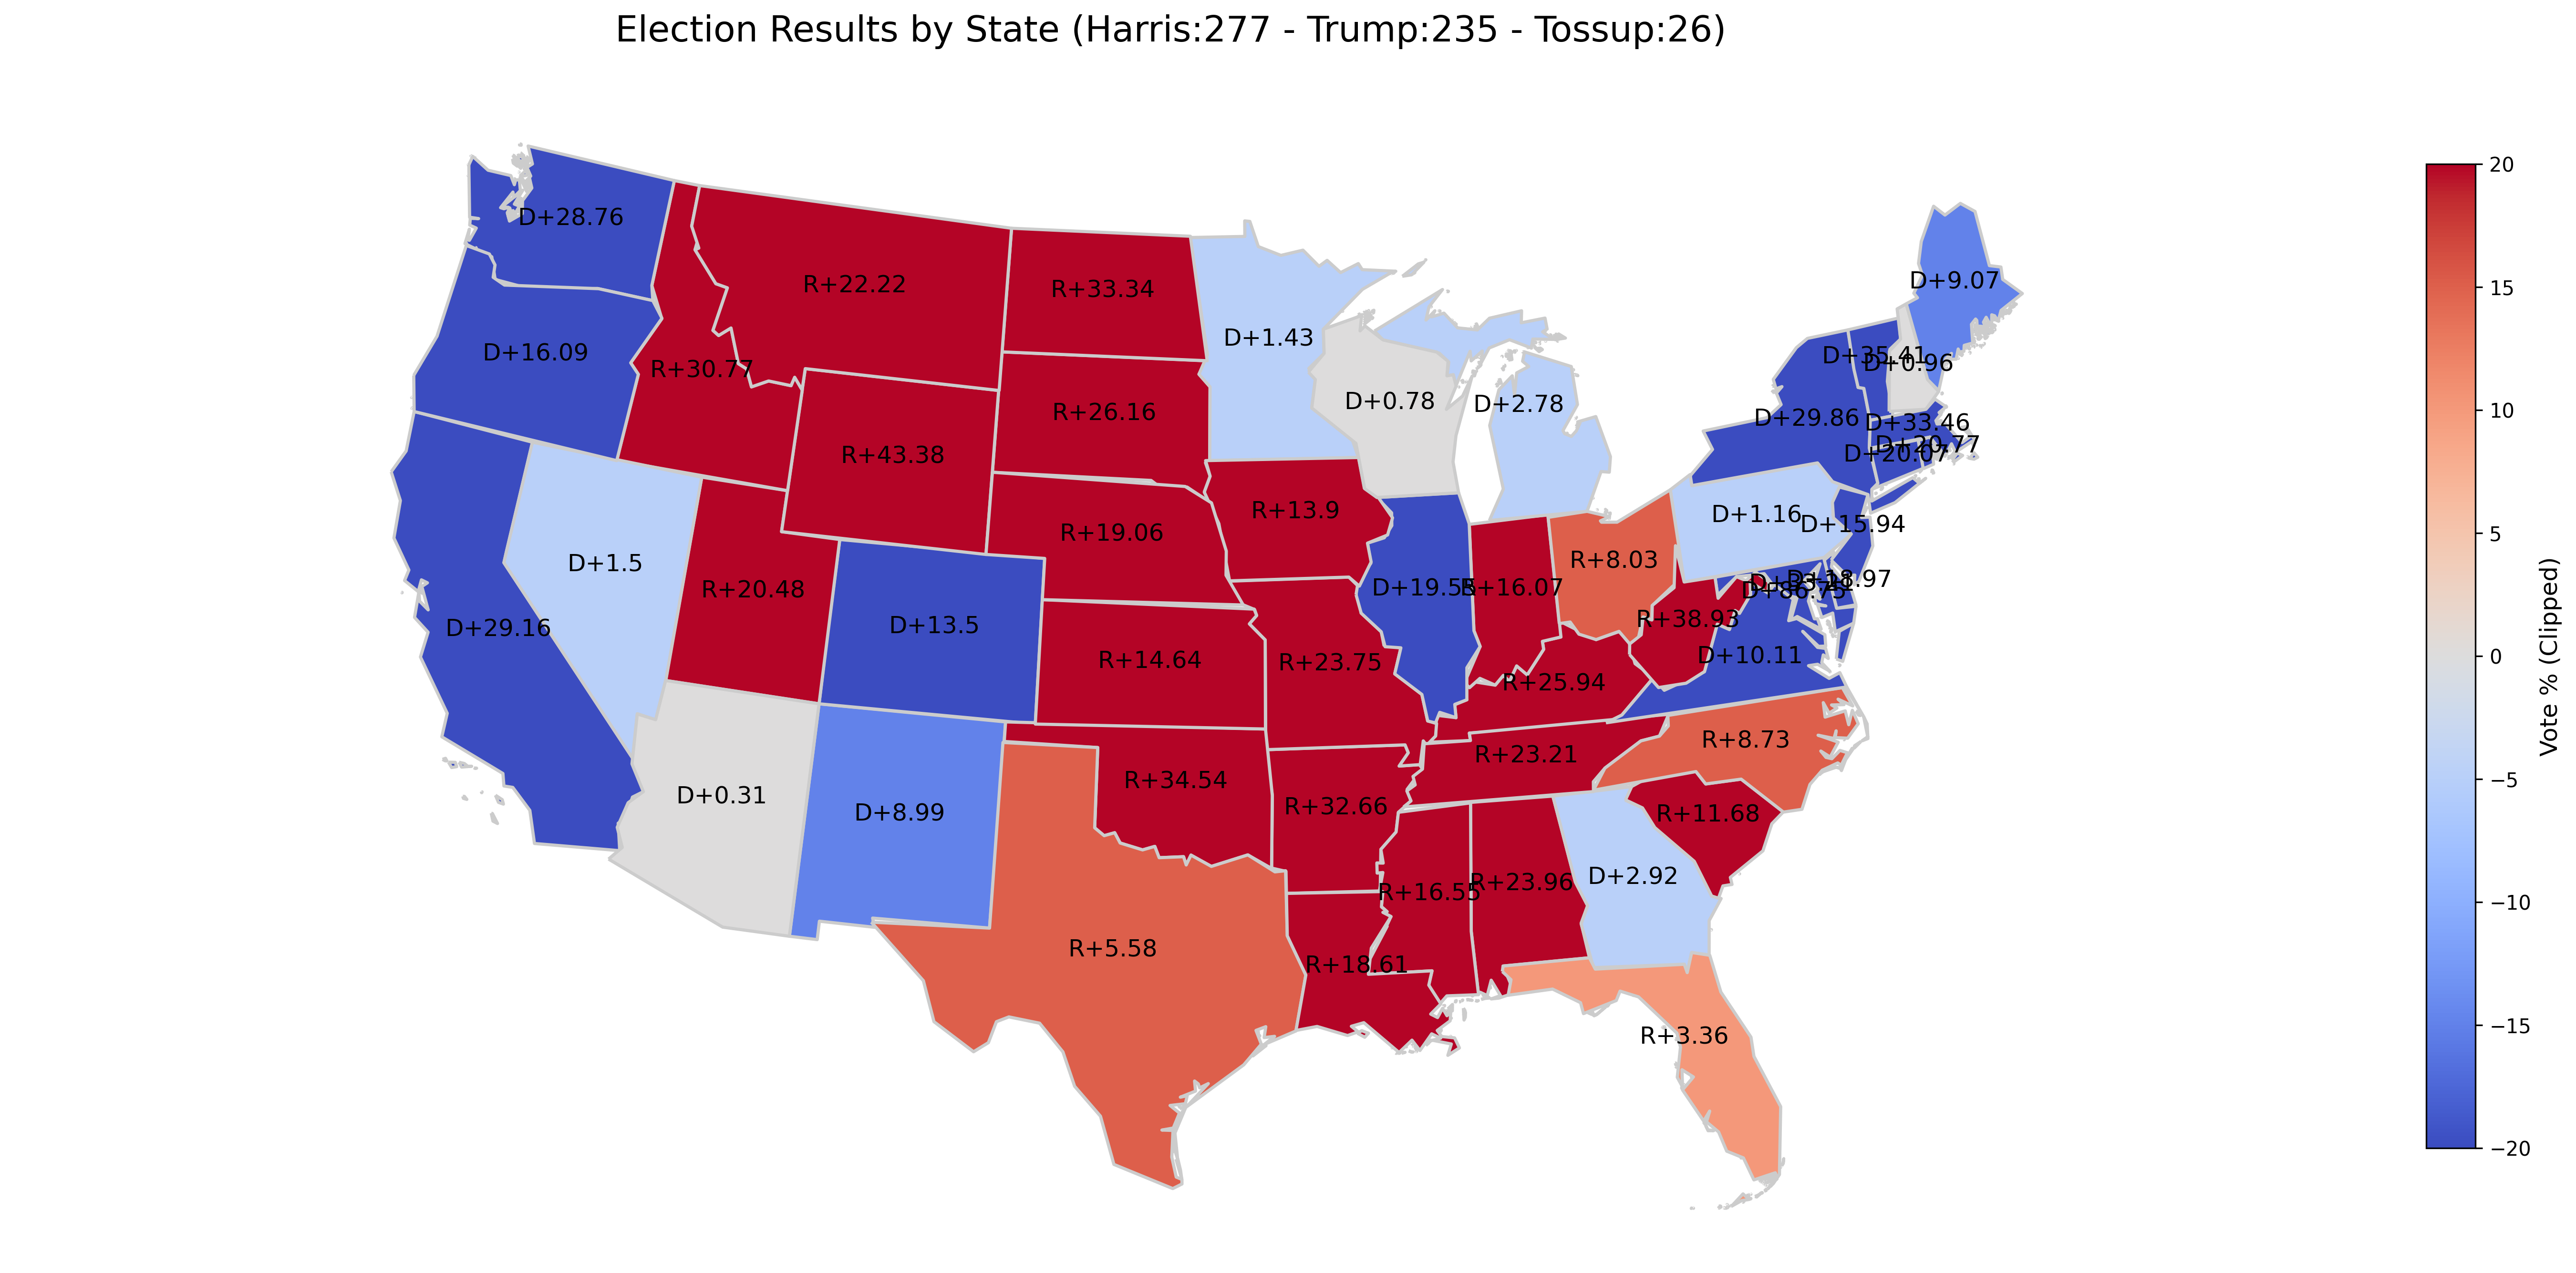 Election Results by State (Harris:277 - Trump:235 - Tossup:26)
D+28.76
R+22.22
R+33.34
D+1.43
D+9.07
D+16.09
R+30.77
R+26.16
D+0.78
D+2.78
D+35.41
D+0.96
D+29.86
D+33.46
D+20.77
D+20.07
R+43.38
R+19.06
R+13.9
D+1.16
D+15.94
D+1.5
R+20.48
D+13.5
D+29.16
R+14.64
R+23.75
D+19.55
R+16.07
R+8.03
R+38.93
D+86.75
D+10.11
R+25.94
R+23.21
R+8.73
D+0.31
D+8.99
R+34.54
R+32.66
R+11.68
R+16.55
R+23.96
D+2.92
R+5.58
R+18.61
R+3.36
20
15
10
5
0
−5
−10
−15
−20
Vote % (Clipped)